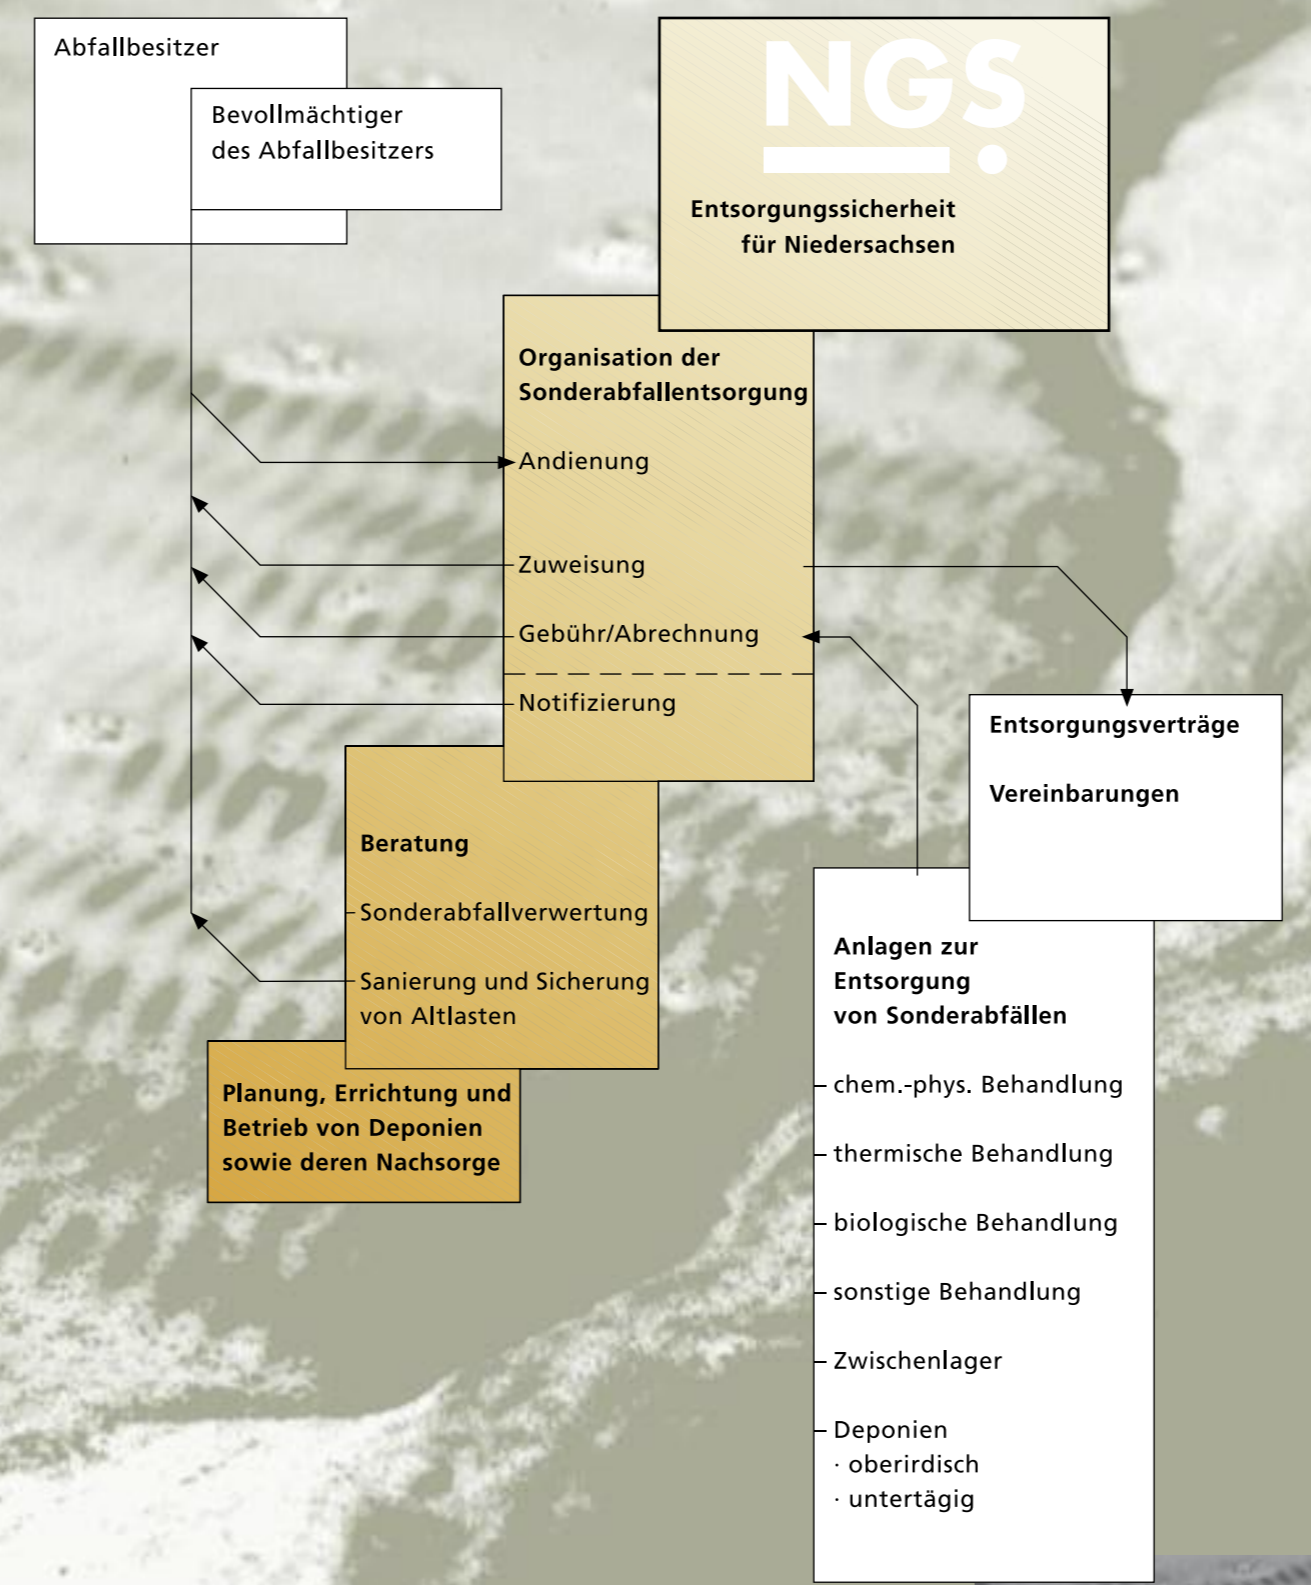 Abfallbesitzer
Bevollmächtiger
des Abfallbesitzers
NGS
Entsorgungssicherheit
für Niedersachsen
Organisation der
Sonderabfallentsorgung
Andienung
Zuweisung
Gebühr/Abrechnung
Notifizierung
Entsorgungsverträge
Vereinbarungen
Beratung
Sonderabfallverwertung
Sanierung und Sicherung
von Altlasten
Planung, Errichtung und
Betrieb von Deponien
sowie deren Nachsorge
Anlagen zur
Entsorgung
von Sonderabfällen
chem.-phys. Behandlung
thermische Behandlung
biologische Behandlung
sonstige Behandlung
Zwischenlager
Deponien
· oberirdisch
· untertägig